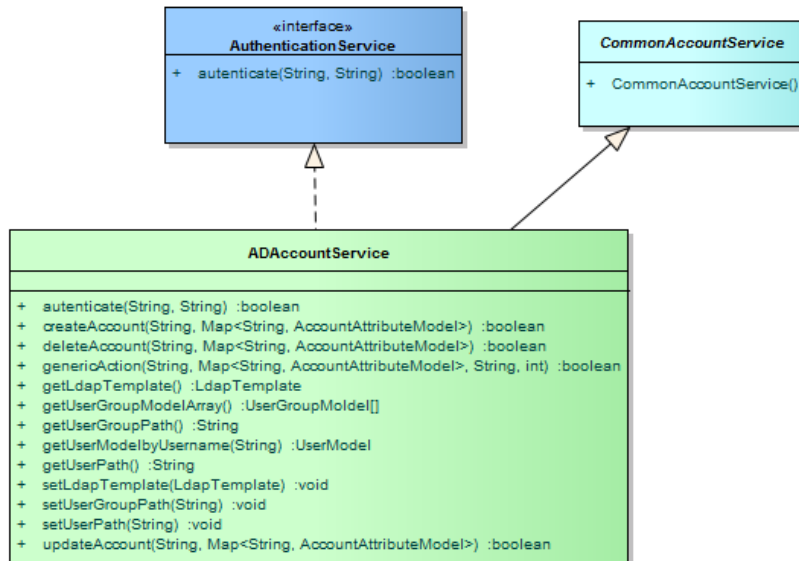 «interface»
AuthenticationService
+ autenticate(String, String) :boolean
CommonAccountService
+ CommonAccountService()
ADAccountService
+ autenticate(String, String) :boolean
+ createAccount(String, Map<String, AccountAttributeModel>) :boolean
+ deleteAccount(String, Map<String, AccountAttributeModel>) :boolean
+ genericAction(String, Map<String, AccountAttributeModel>, String, int) :boolean
+ getLdapTemplate() :LdapTemplate
+ getUserGroupModelArray() :UserGroupMoldel[]
+ getUserGroupPath() :String
+ getUserModelbyUsername(String) :UserModel
+ getUserPath() :String
+ setLdapTemplate(LdapTemplate) :void
+ setUserGroupPath(String) :void
+ setUserPath(String) :void
+ updateAccount(String, Map<String, AccountAttributeModel>) :boolean